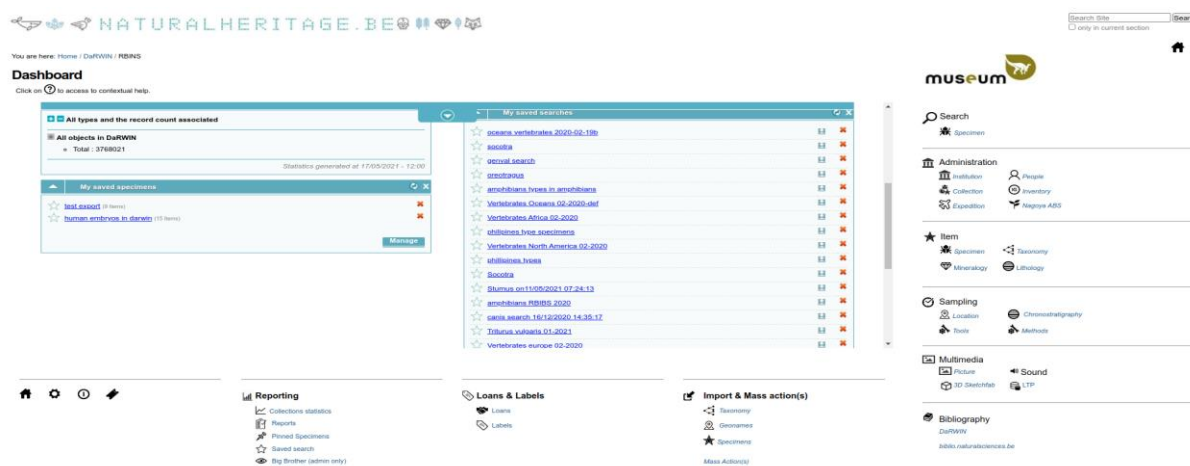 NATURALHERITAGE.BE
Search Site
Sear
only in current section
You are here: Home / DaRWIN / RBINS
Dashboard
Click on ? to access to contextual help.
museum
All types and the record count associated
All objects in DaRWIN
Total : 3768021
Statistics generated at 17/05/2021 - 12:00
My saved specimens
test export (9 items)
human embryos in darwin (10 items)
Manage
My saved searches
oceans vertebrates 2020-02-19b
socotra
genval search
oreotragus
amphibians types in amphibians
Vertebrates Oceans 02-2020-def
Vertebrates Africa 02-2020
philipines type specimens
Vertebrates North America 02-2020
phillipines types
Socotra
Sturnus on11/05/2021 07:24:13
amphibians RBIBS 2020
canis search 16/12/2020 14:35:17
Triturus vulgaris 01-2021
Vertebrates europe 02-2020
Search
Specimen
Administration
Institution People
Collection Inventory
Expedition Nagoya ABS
Item
Specimen Taxonomy
Mineralogy Lithology
Sampling
Location Chronostratigraphy
Tools Methods
Multimedia
Picture Sound
3D Sketchfab LTP
Bibliography
DaRWIN
biblio.naturalsciences.be
Reporting
Collections statistics
Reports
Pinned Specimens
Saved search
Big Brother (admin only)
Loans & Labels
Loans
Labels
Import & Mass action(s)
Taxonomy
Geonames
Specimens
Mass Action(s)